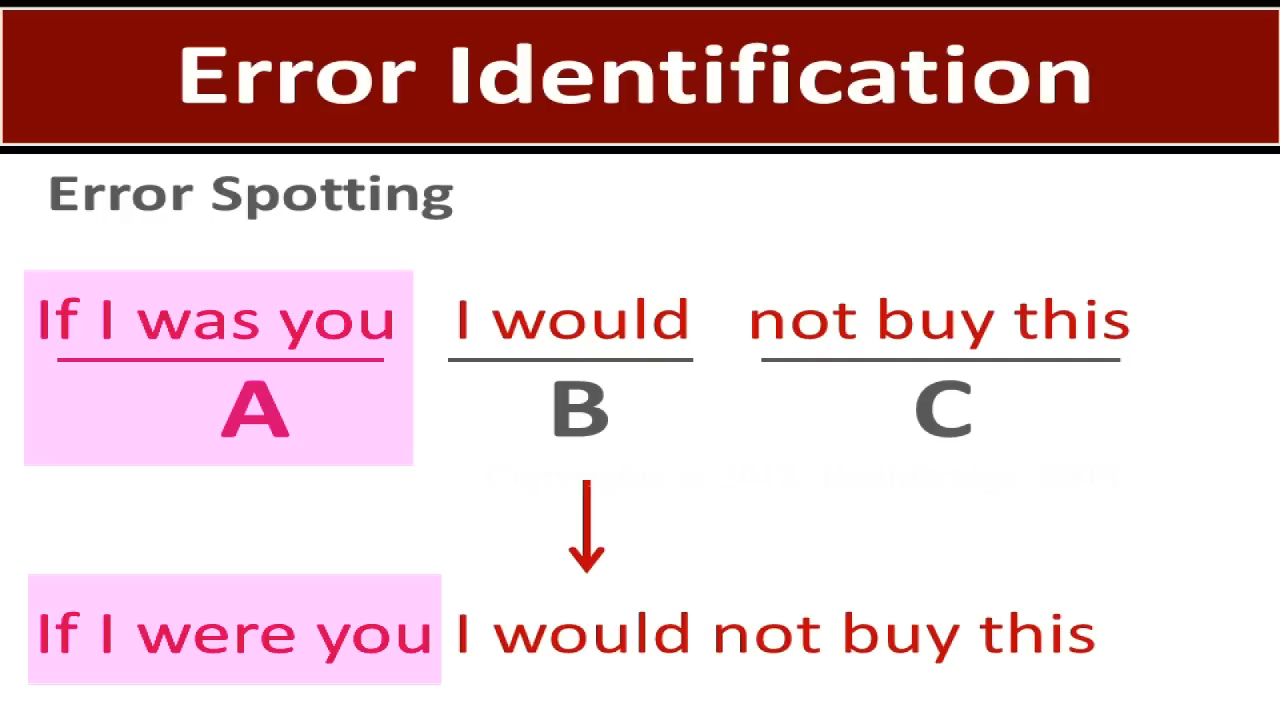 Error Identification
Error Spotting
If I was you I would not buy this
A B C
If I were you I would not buy this